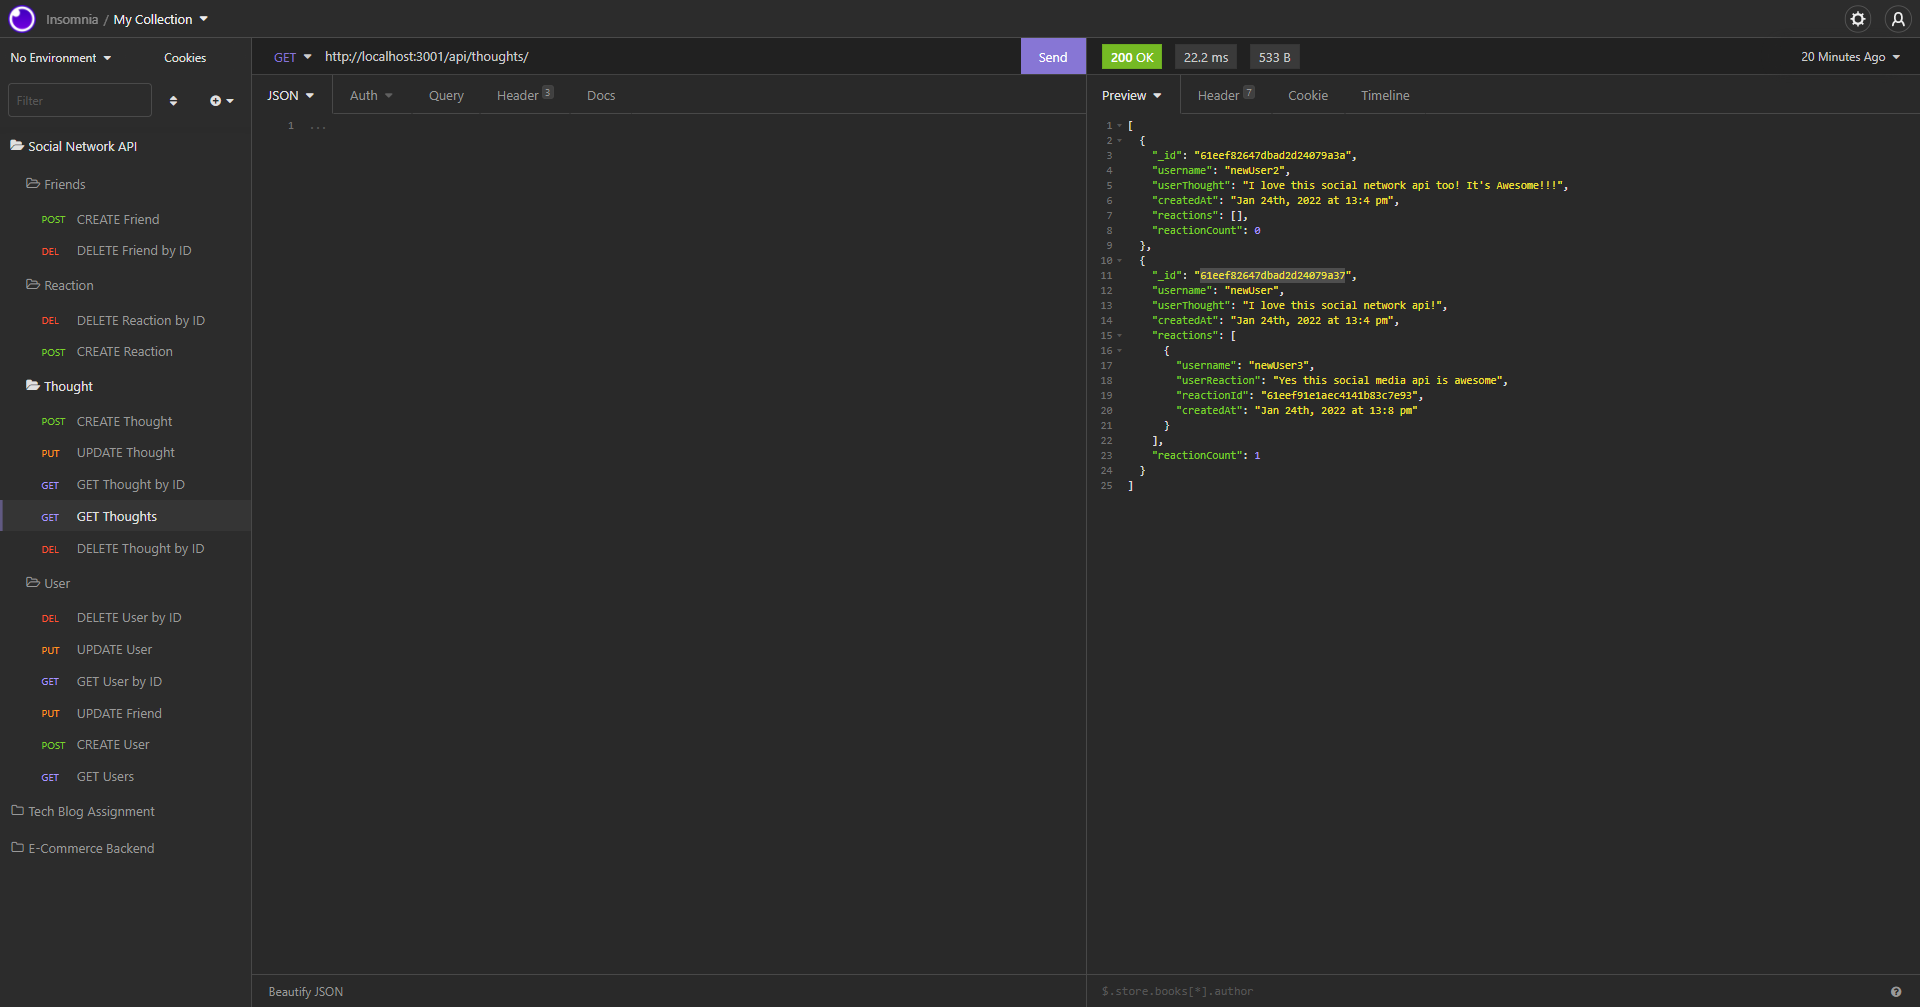 Insomnia / My Collection
No Environment
Cookies
Filter
Social Network API
Friends
POST CREATE Friend
DEL DELETE Friend by ID
Reaction
DEL DELETE Reaction by ID
POST CREATE Reaction
Thought
POST CREATE Thought
PUT UPDATE Thought
GET GET Thought by ID
GET GET Thoughts
DEL DELETE Thought by ID
User
DEL DELETE User by ID
PUT UPDATE User
GET GET User by ID
PUT UPDATE Friend
POST CREATE User
GET GET Users
Tech Blog Assignment
E-Commerce Backend
GET http://localhost:3001/api/thoughts/ Send
JSON Auth Query Header 3 Docs
1 ...
Beautify JSON
200 OK 22.2 ms 533 B 20 Minutes Ago
Preview Header 7 Cookie Timeline
1 [
2 {
3 "_id": "61eef82647dbad2d24079a3a",
4 "username": "newUser2",
5 "userThought": "I love this social network api too! It's Awesome!!!",
6 "createdAt": "Jan 24th, 2022 at 13:4 pm",
7 "reactions": [],
8 "reactionCount": 0
9 },
10 {
11 "_id": "61eef82647dbad2d24079a37",
12 "username": "newUser",
13 "userThought": "I love this social network api!",
14 "createdAt": "Jan 24th, 2022 at 13:4 pm",
15 "reactions": [
16 {
17 "username": "newUser3",
18 "userReaction": "Yes this social media api is awesome",
19 "reactionId": "61eef91e1aec4141b83c7e93",
20 "createdAt": "Jan 24th, 2022 at 13:8 pm"
21 }
22 ],
23 "reactionCount": 1
24 }
25 ]
$.store.books[*].author